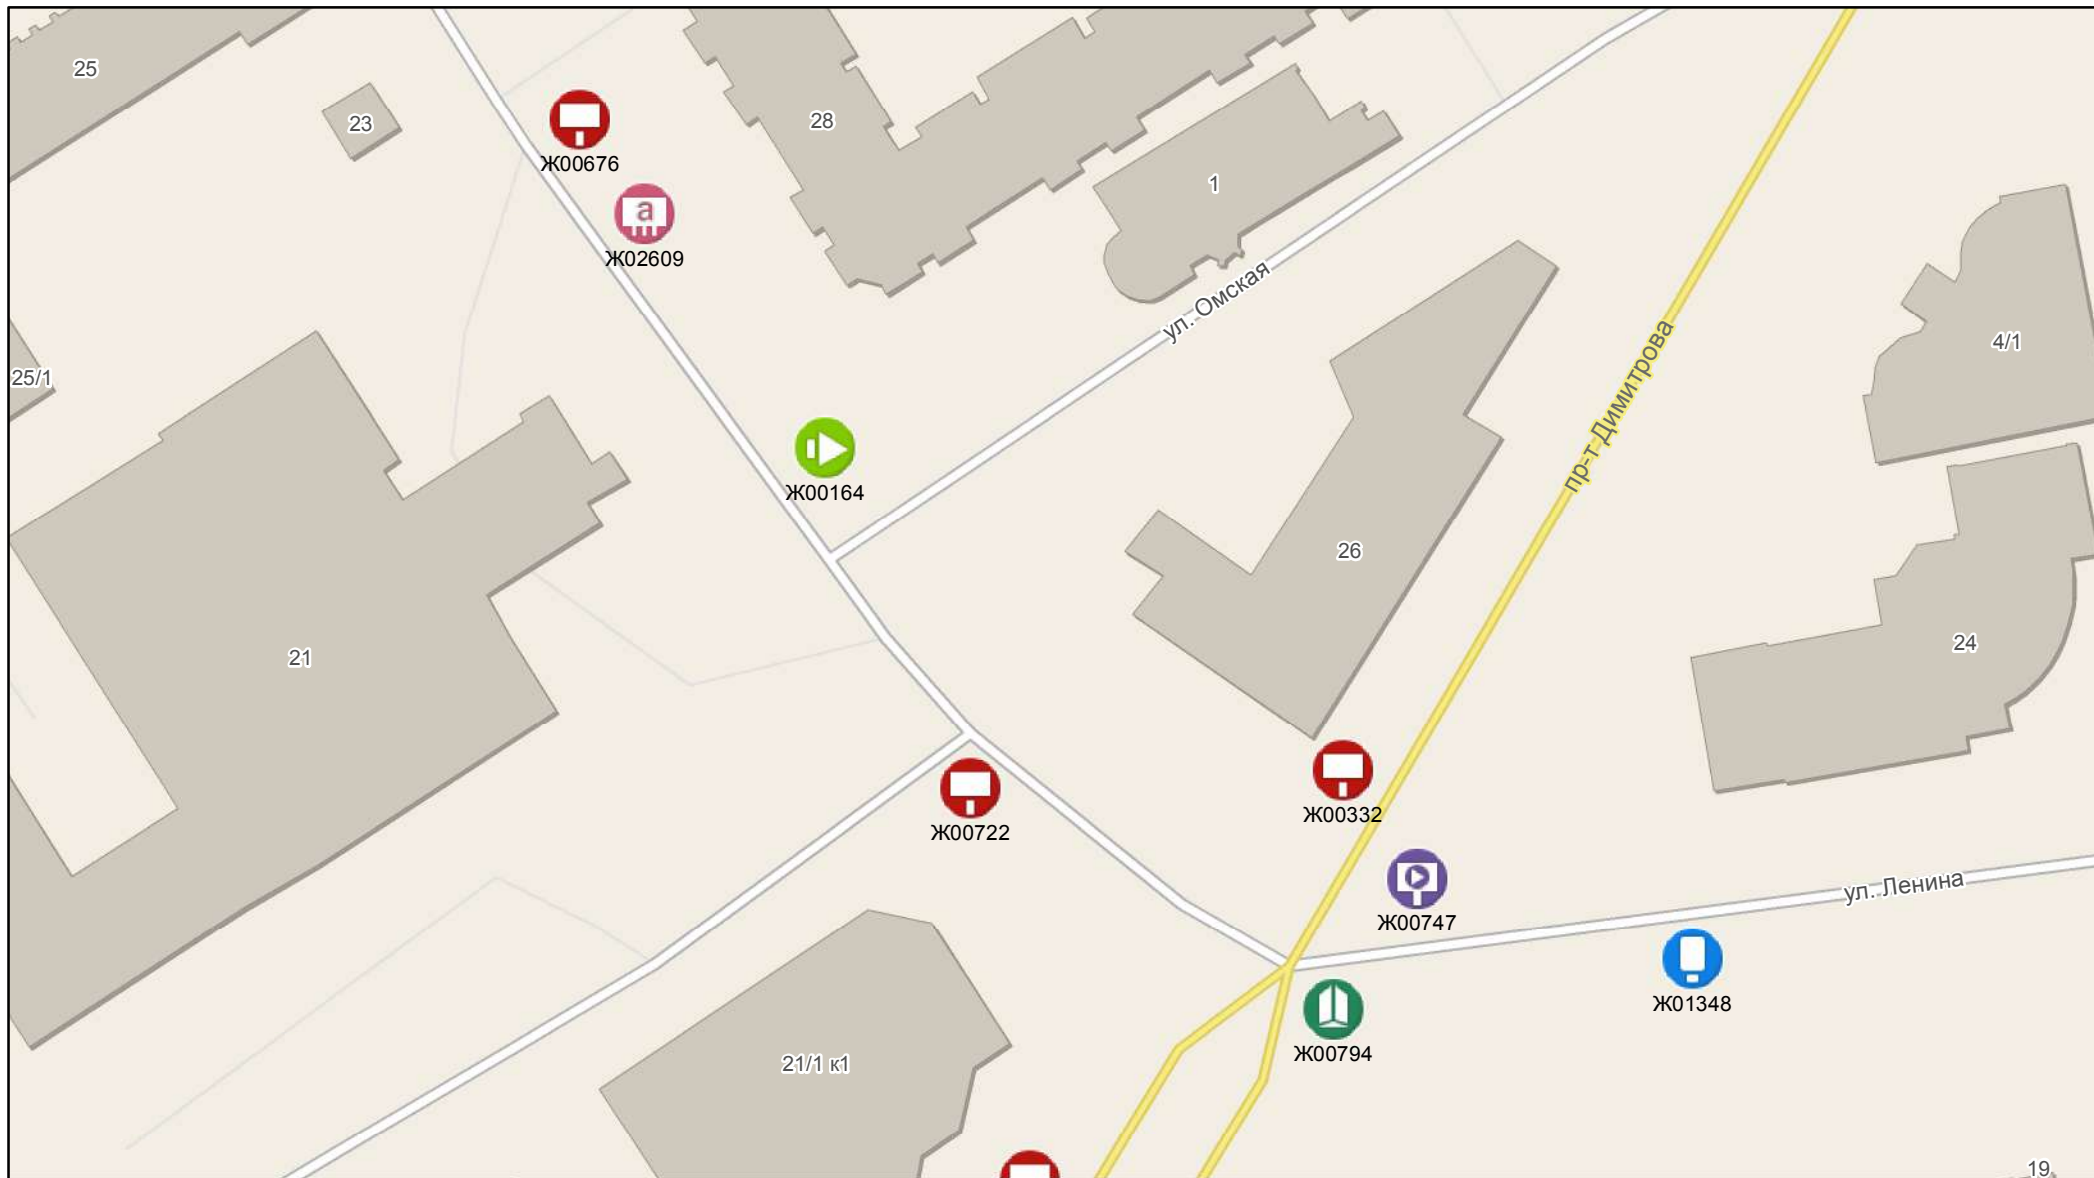 25
23
28
Ж00676
1
a
Ж02609
ул. Омская
пр-т Димитрова
4/1
25/1
Ж00164
26
21
24
Ж00722
Ж00332
Ж00747
ул. Ленина
Ж01348
Ж00794
21/1 к1
19